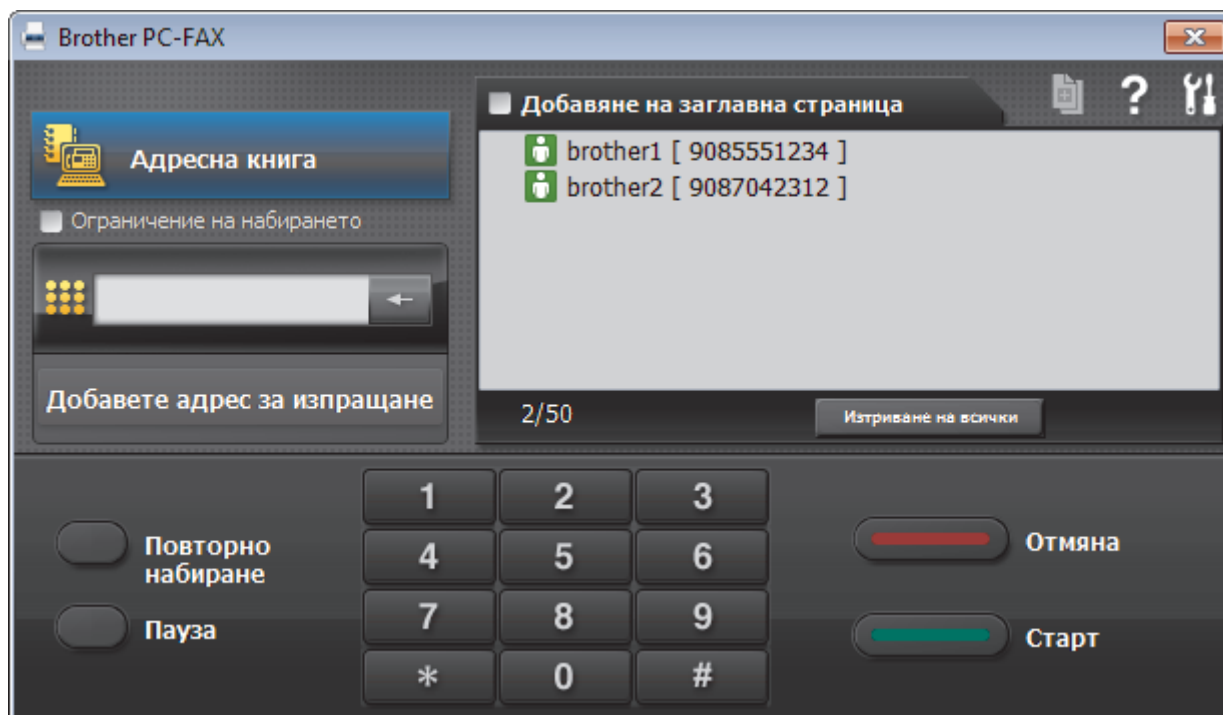 Brother PC-FAX
Адресна книга
Ограничение на набирането
Добавете адрес за изпращане
Добавяне на заглавна страница
?
brother1 [ 9085551234 ]
brother2 [ 9087042312 ]
2/50
Изтриване на всички
Повторно
набиране
Пауза
1 2 3
4 5 6
7 8 9
* 0 #
Отмяна
Старт